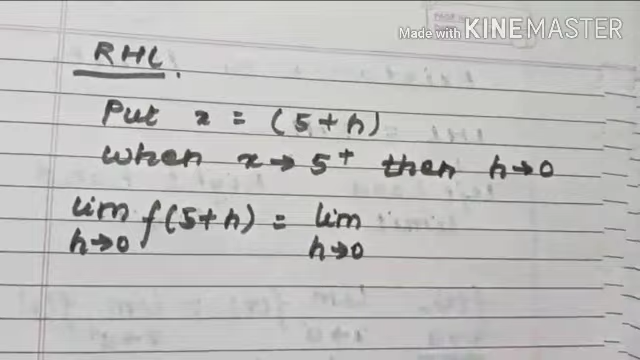 Made with KINEMASTER
RHL.
Put x = (5+h)
When x→5⁺ then h→0
lim f(5+h) = lim
h→0 h→0